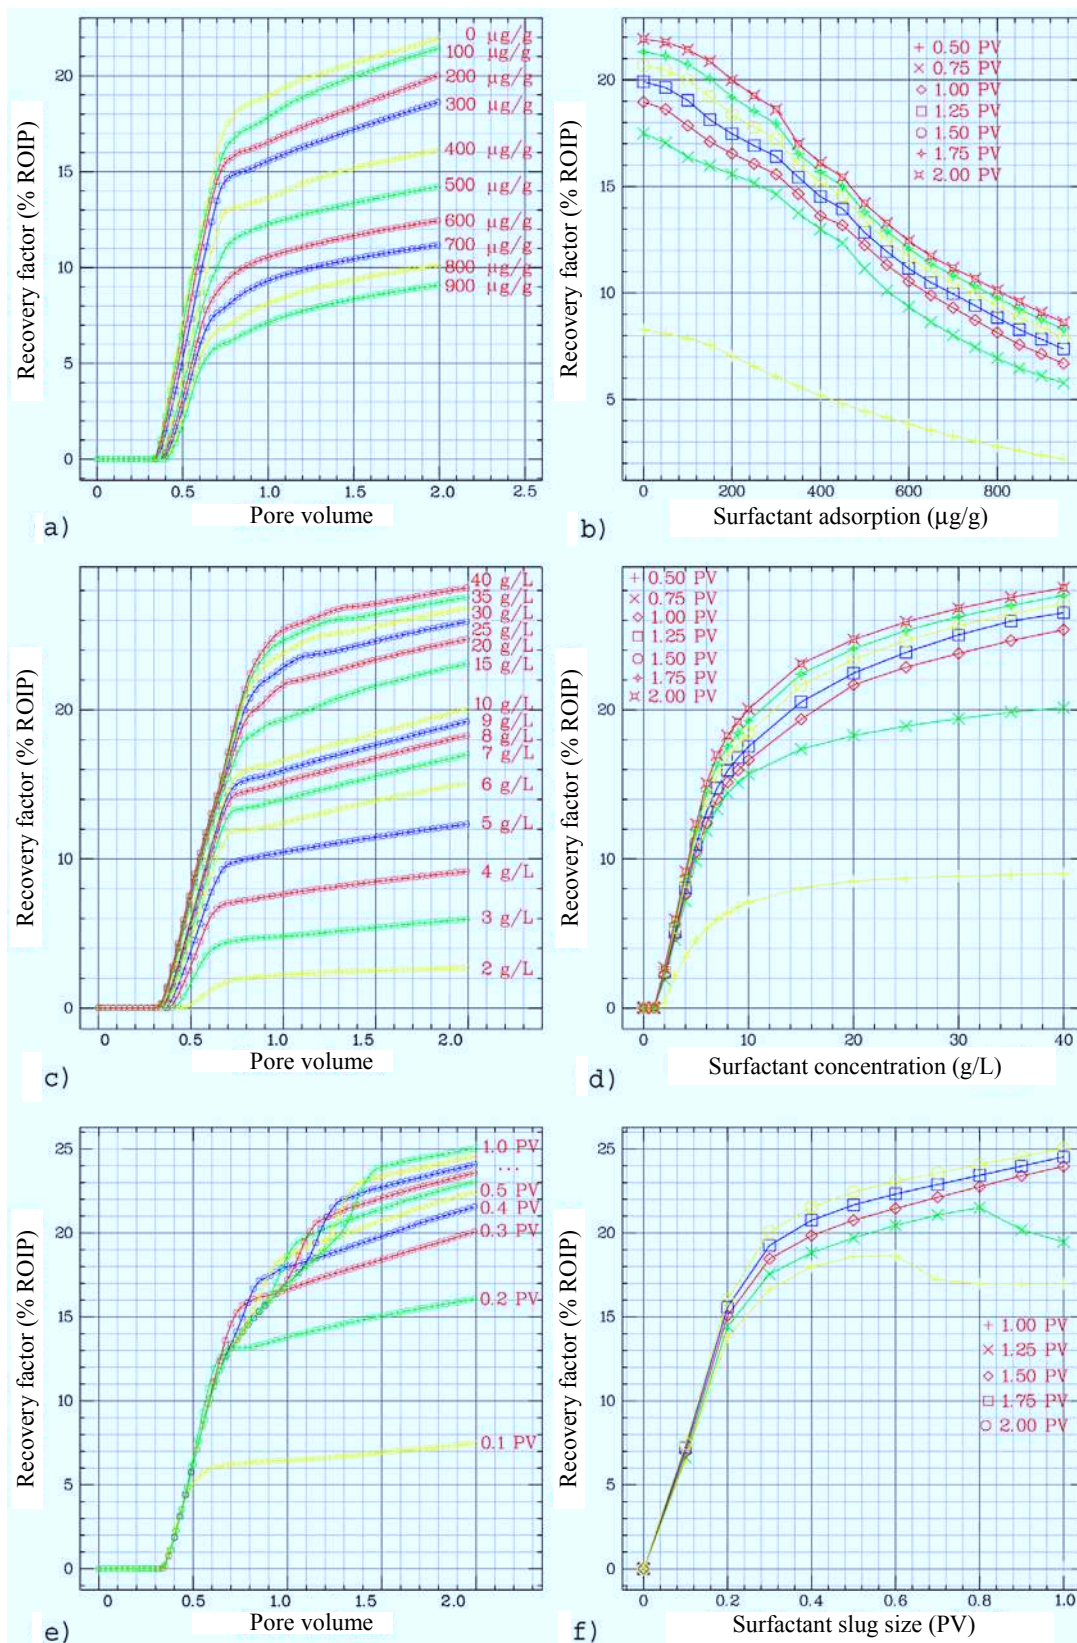 Recovery factor (% ROIP)
20
15
10
5
0
0 µg/g
100 µg/g
200 µg/g
300 µg/g
400 µg/g
500 µg/g
600 µg/g
700 µg/g
800 µg/g
900 µg/g
0 0.5 1.0 1.5 2.0 2.5
Pore volume
a)
Recovery factor (% ROIP)
20
15
10
5
0.50 PV
0.75 PV
1.00 PV
1.25 PV
1.50 PV
1.75 PV
2.00 PV
0 200 400 600 800
Surfactant adsorption (µg/g)
b)
Recovery factor (% ROIP)
20
10
0
40 g/L
35 g/L
30 g/L
25 g/L
20 g/L
15 g/L
10 g/L
9 g/L
8 g/L
7 g/L
6 g/L
5 g/L
4 g/L
3 g/L
2 g/L
0 0.5 1.0 1.5 2.0
Pore volume
c)
Recovery factor (% ROIP)
20
10
0
0.50 PV
0.75 PV
1.00 PV
1.25 PV
1.50 PV
1.75 PV
2.00 PV
0 10 20 30 40
Surfactant concentration (g/L)
d)
Recovery factor (% ROIP)
25
20
15
10
5
0
1.0 PV
...
0.5 PV
0.4 PV
0.3 PV
0.2 PV
0.1 PV
0 0.5 1.0 1.5 2.0
Pore volume
e)
Recovery factor (% ROIP)
25
20
15
10
5
0
1.00 PV
1.25 PV
1.50 PV
1.75 PV
2.00 PV
0 0.2 0.4 0.6 0.8 1.0
Surfactant slug size (PV)
f)